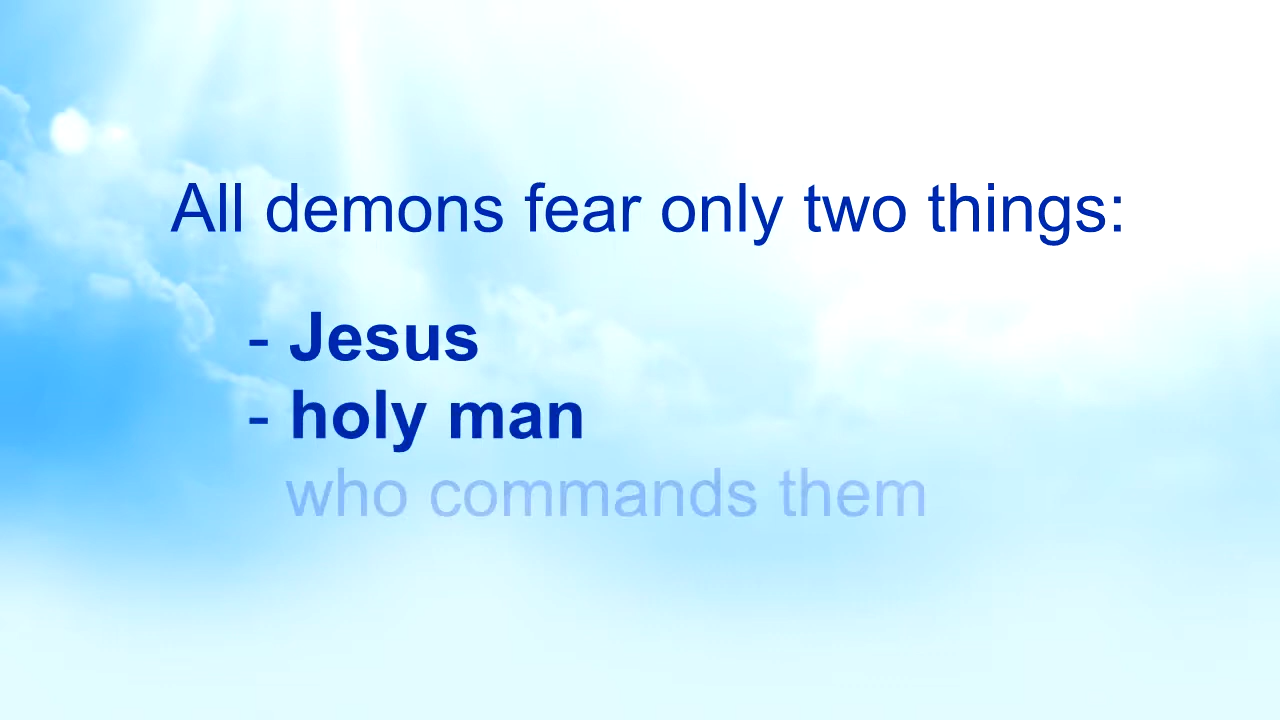 All demons fear only two things:
- Jesus
- holy man
who commands them